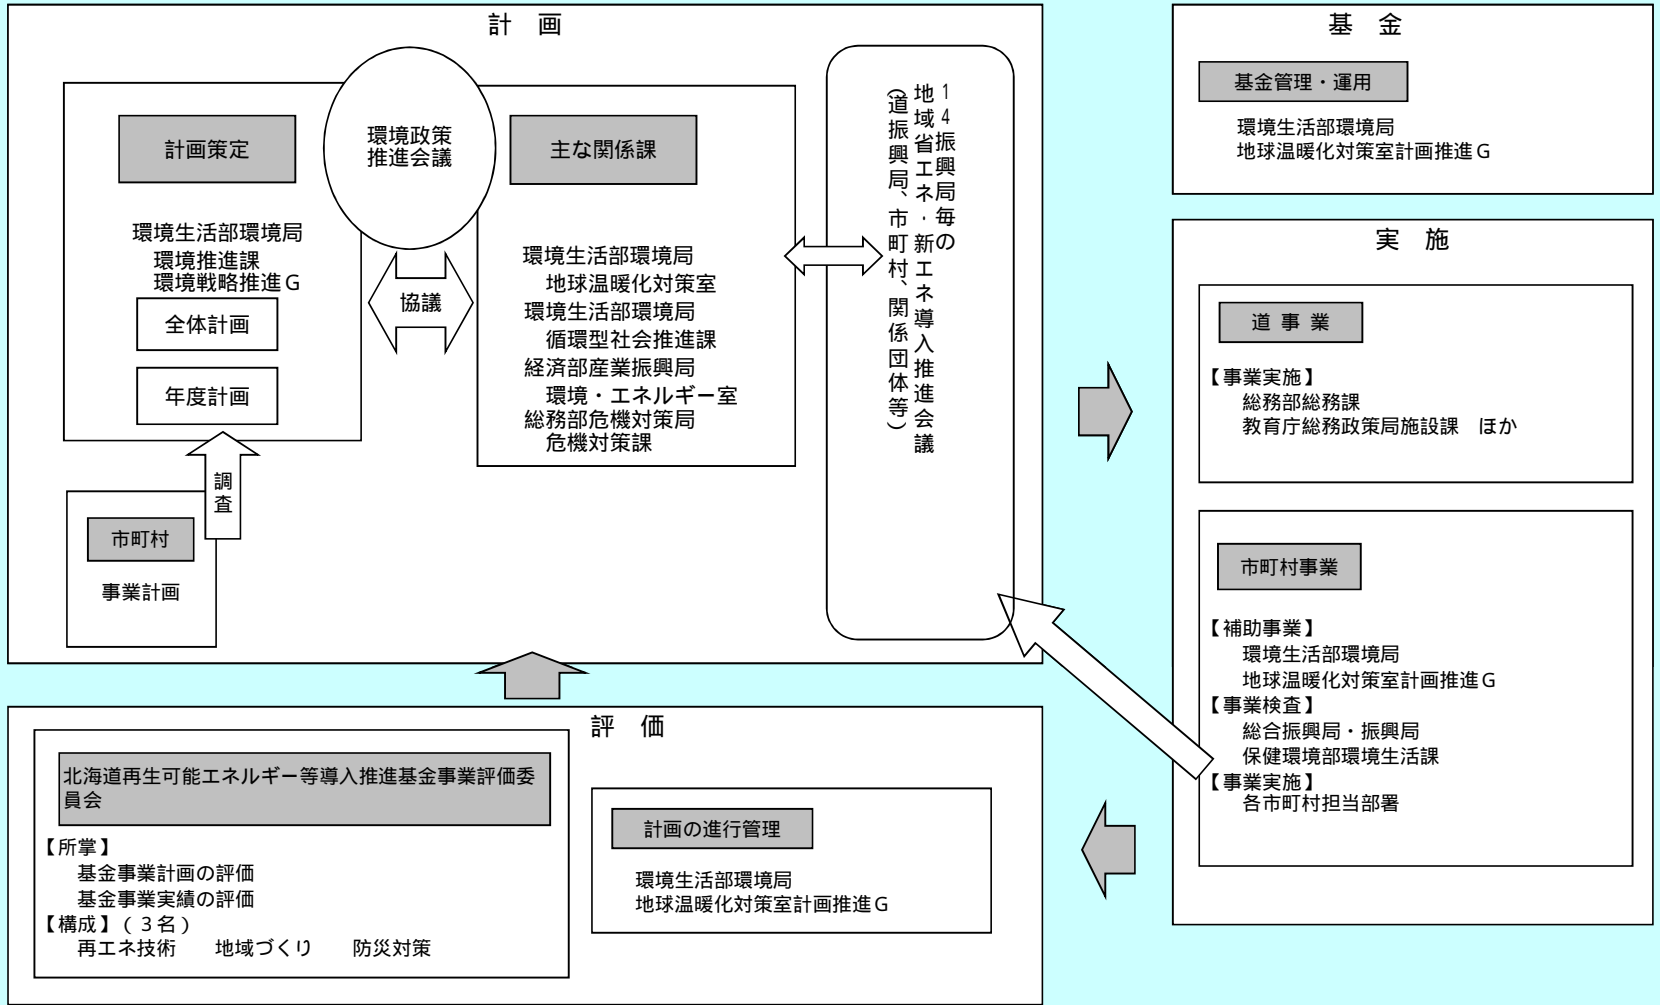 計　画
計画策定
環境生活部環境局
環境推進課
環境戦略推進G
全体計画
年度計画
調査
市町村
事業計画
環境政策
推進会議
協議
主な関係課
環境生活部環境局
地球温暖化対策室
環境生活部環境局
循環型社会推進課
経済部産業振興局
環境・エネルギー室
総務部危機対策局
危機対策課
14振興局毎の
地域省エネ・新エネ導入推進会議
(道振興局、市町村、関係団体等)
基　金
基金管理・運用
環境生活部環境局
地球温暖化対策室計画推進G
実　施
道 事 業
【事業実施】
総務部総務課
教育庁総務政策局施設課　ほか
市町村事業
【補助事業】
環境生活部環境局
地球温暖化対策室計画推進G
【事業検査】
総合振興局・振興局
保健環境部環境生活課
【事業実施】
各市町村担当部署
評　価
北海道再生可能エネルギー等導入推進基金事業評価委
員会
【所掌】
基金事業計画の評価
基金事業実績の評価
【構成】(3名)
再エネ技術　　地域づくり　　防災対策
計画の進行管理
環境生活部環境局
地球温暖化対策室計画推進G